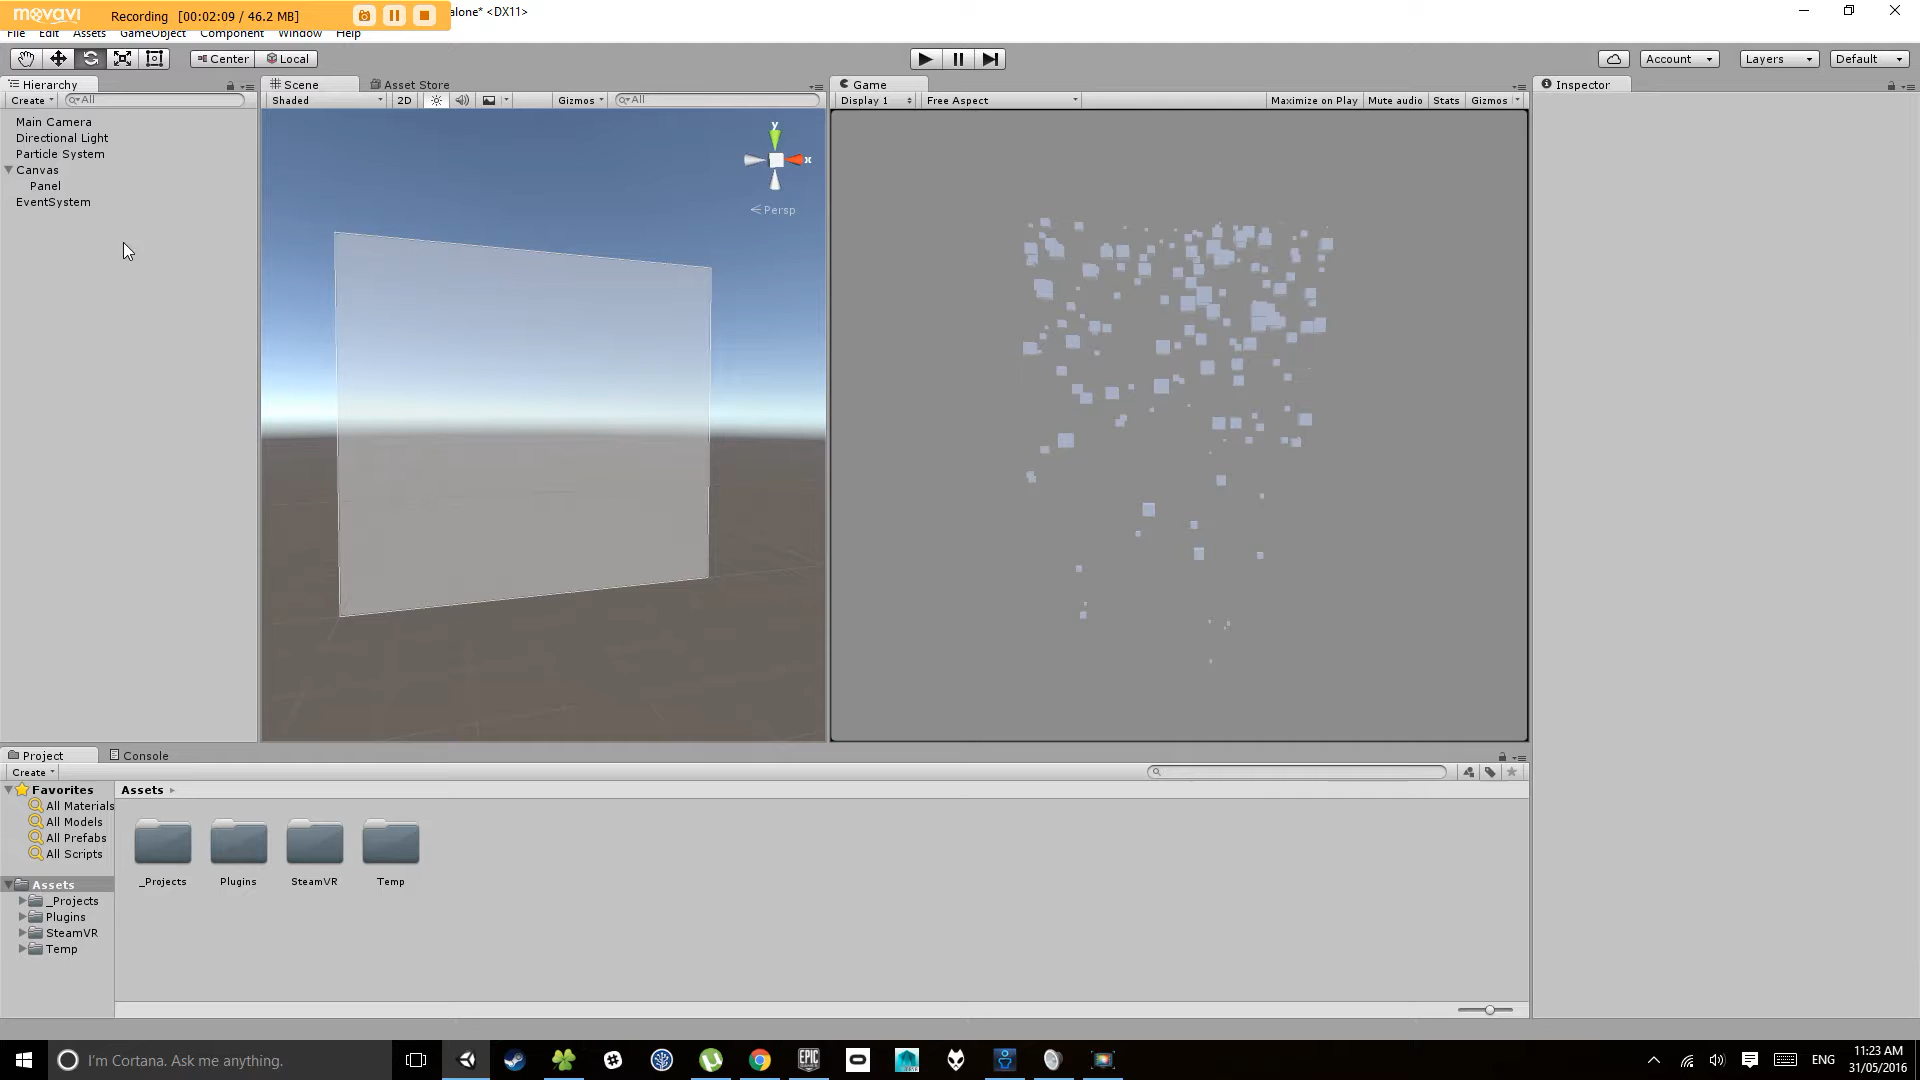 movavi Recording [00:02:09 / 46.2 MB] alone* <DX11>
File Edit Assets GameObject Component Window Help
Center Local Account Layers Default
Hierarchy Scene Asset Store Game Inspector
Create All Shaded 2D Gizmos All Display 1 Free Aspect Maximize on Play Mute audio Stats Gizmos
Main Camera
Directional Light
Particle System
Canvas
Panel
EventSystem
y
x
Persp
Project Console
Create
Favorites
All Materials
All Models
All Prefabs
All Scripts
Assets
_Projects
Plugins
SteamVR
Temp
Assets
_Projects Plugins SteamVR Temp
I'm Cortana. Ask me anything.
EPIC GAMES
ENG
11:23 AM
31/05/2016